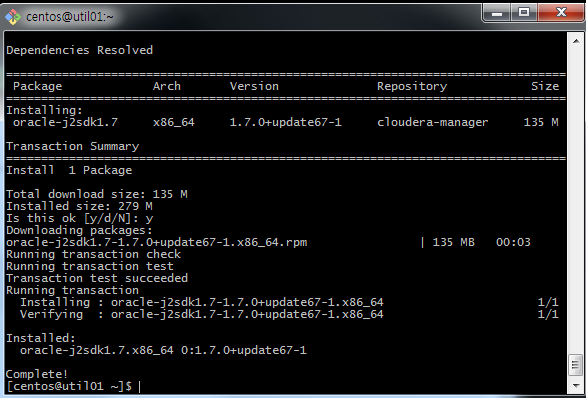 centos@util01:~
Dependencies Resolved
================================================================================
Package Arch Version Repository Size
================================================================================
Installing:
oracle-j2sdk1.7 x86_64 1.7.0+update67-1 cloudera-manager 135 M
Transaction Summary
================================================================================
Install 1 Package
Total download size: 135 M
Installed size: 279 M
Is this ok [y/d/N]: y
Downloading packages:
oracle-j2sdk1.7-1.7.0+update67-1.x86_64.rpm | 135 MB 00:03
Running transaction check
Running transaction test
Transaction test succeeded
Running transaction
Installing : oracle-j2sdk1.7-1.7.0+update67-1.x86_64 1/1
Verifying : oracle-j2sdk1.7-1.7.0+update67-1.x86_64 1/1
Installed:
oracle-j2sdk1.7.x86_64 0:1.7.0+update67-1
Complete!
[centos@util01 ~]$